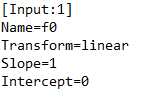 [Input:1]
Name=f0
Transform=linear
Slope=1
Intercept=0